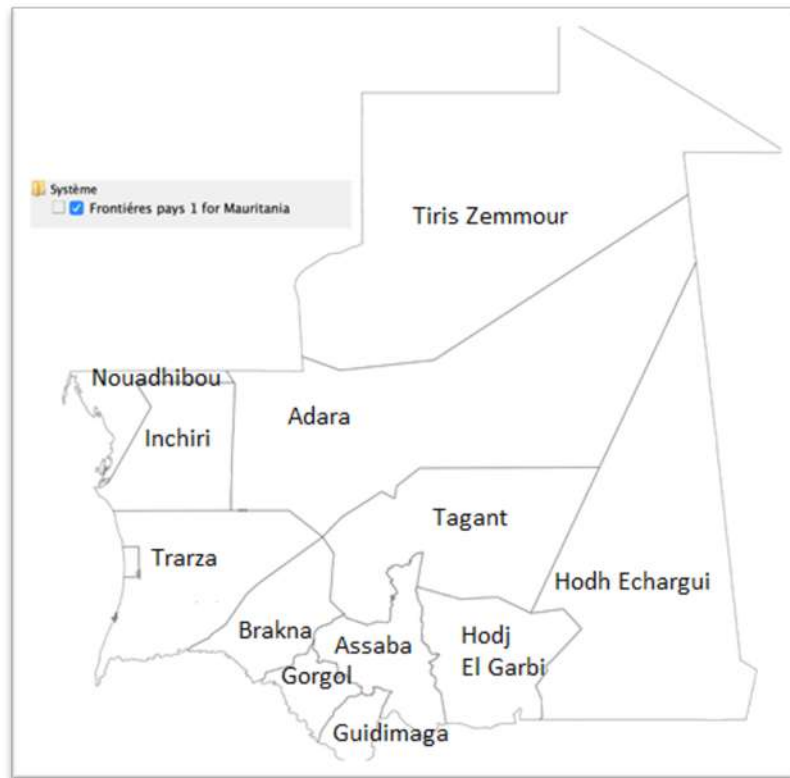 Système
Frontiéres pays 1 for Mauritania
Tiris Zemmour
Nouadhibou
Adara
Inchiri
Tagant
Trarza
Hodh Echargui
Brakna
Assaba
Hodj
El Garbi
Gorgol
Guidimaga